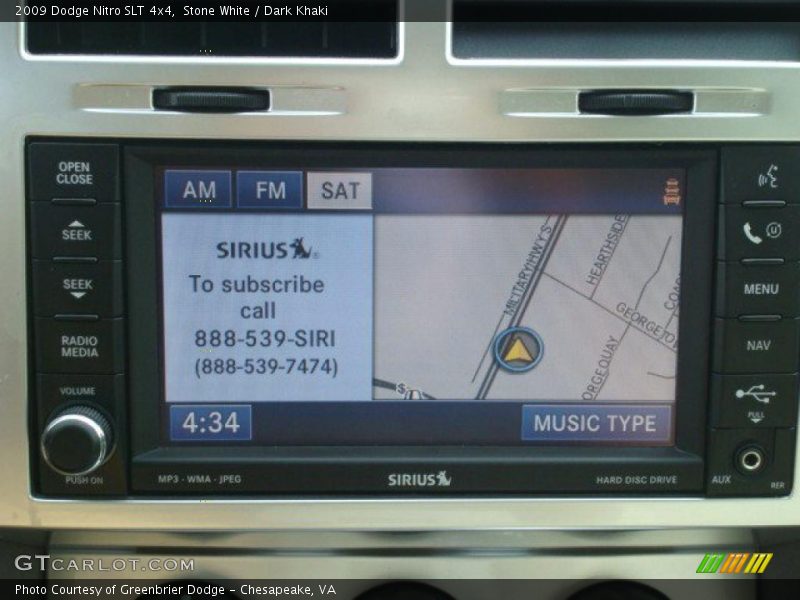 2009 Dodge Nitro SLT 4x4,  Stone White / Dark Khaki
OPEN
CLOSE
SEEK
SEEK
RADIO
MEDIA
VOLUME
PUSH ON
AM
FM
SAT
SIRIUS
To subscribe
call
888-539-SIRI
(888-539-7474)
MILITARY HWY S
HEARTHSIDE
GEORGETO
ORGEQUAY
COA
4:34
MUSIC TYPE
MP3 · WMA · JPEG
SIRIUS
HARD DISC DRIVE
MENU
NAV
PULL
AUX
RER
GTCARLOT.COM
Photo Courtesy of Greenbrier Dodge – Chesapeake, VA